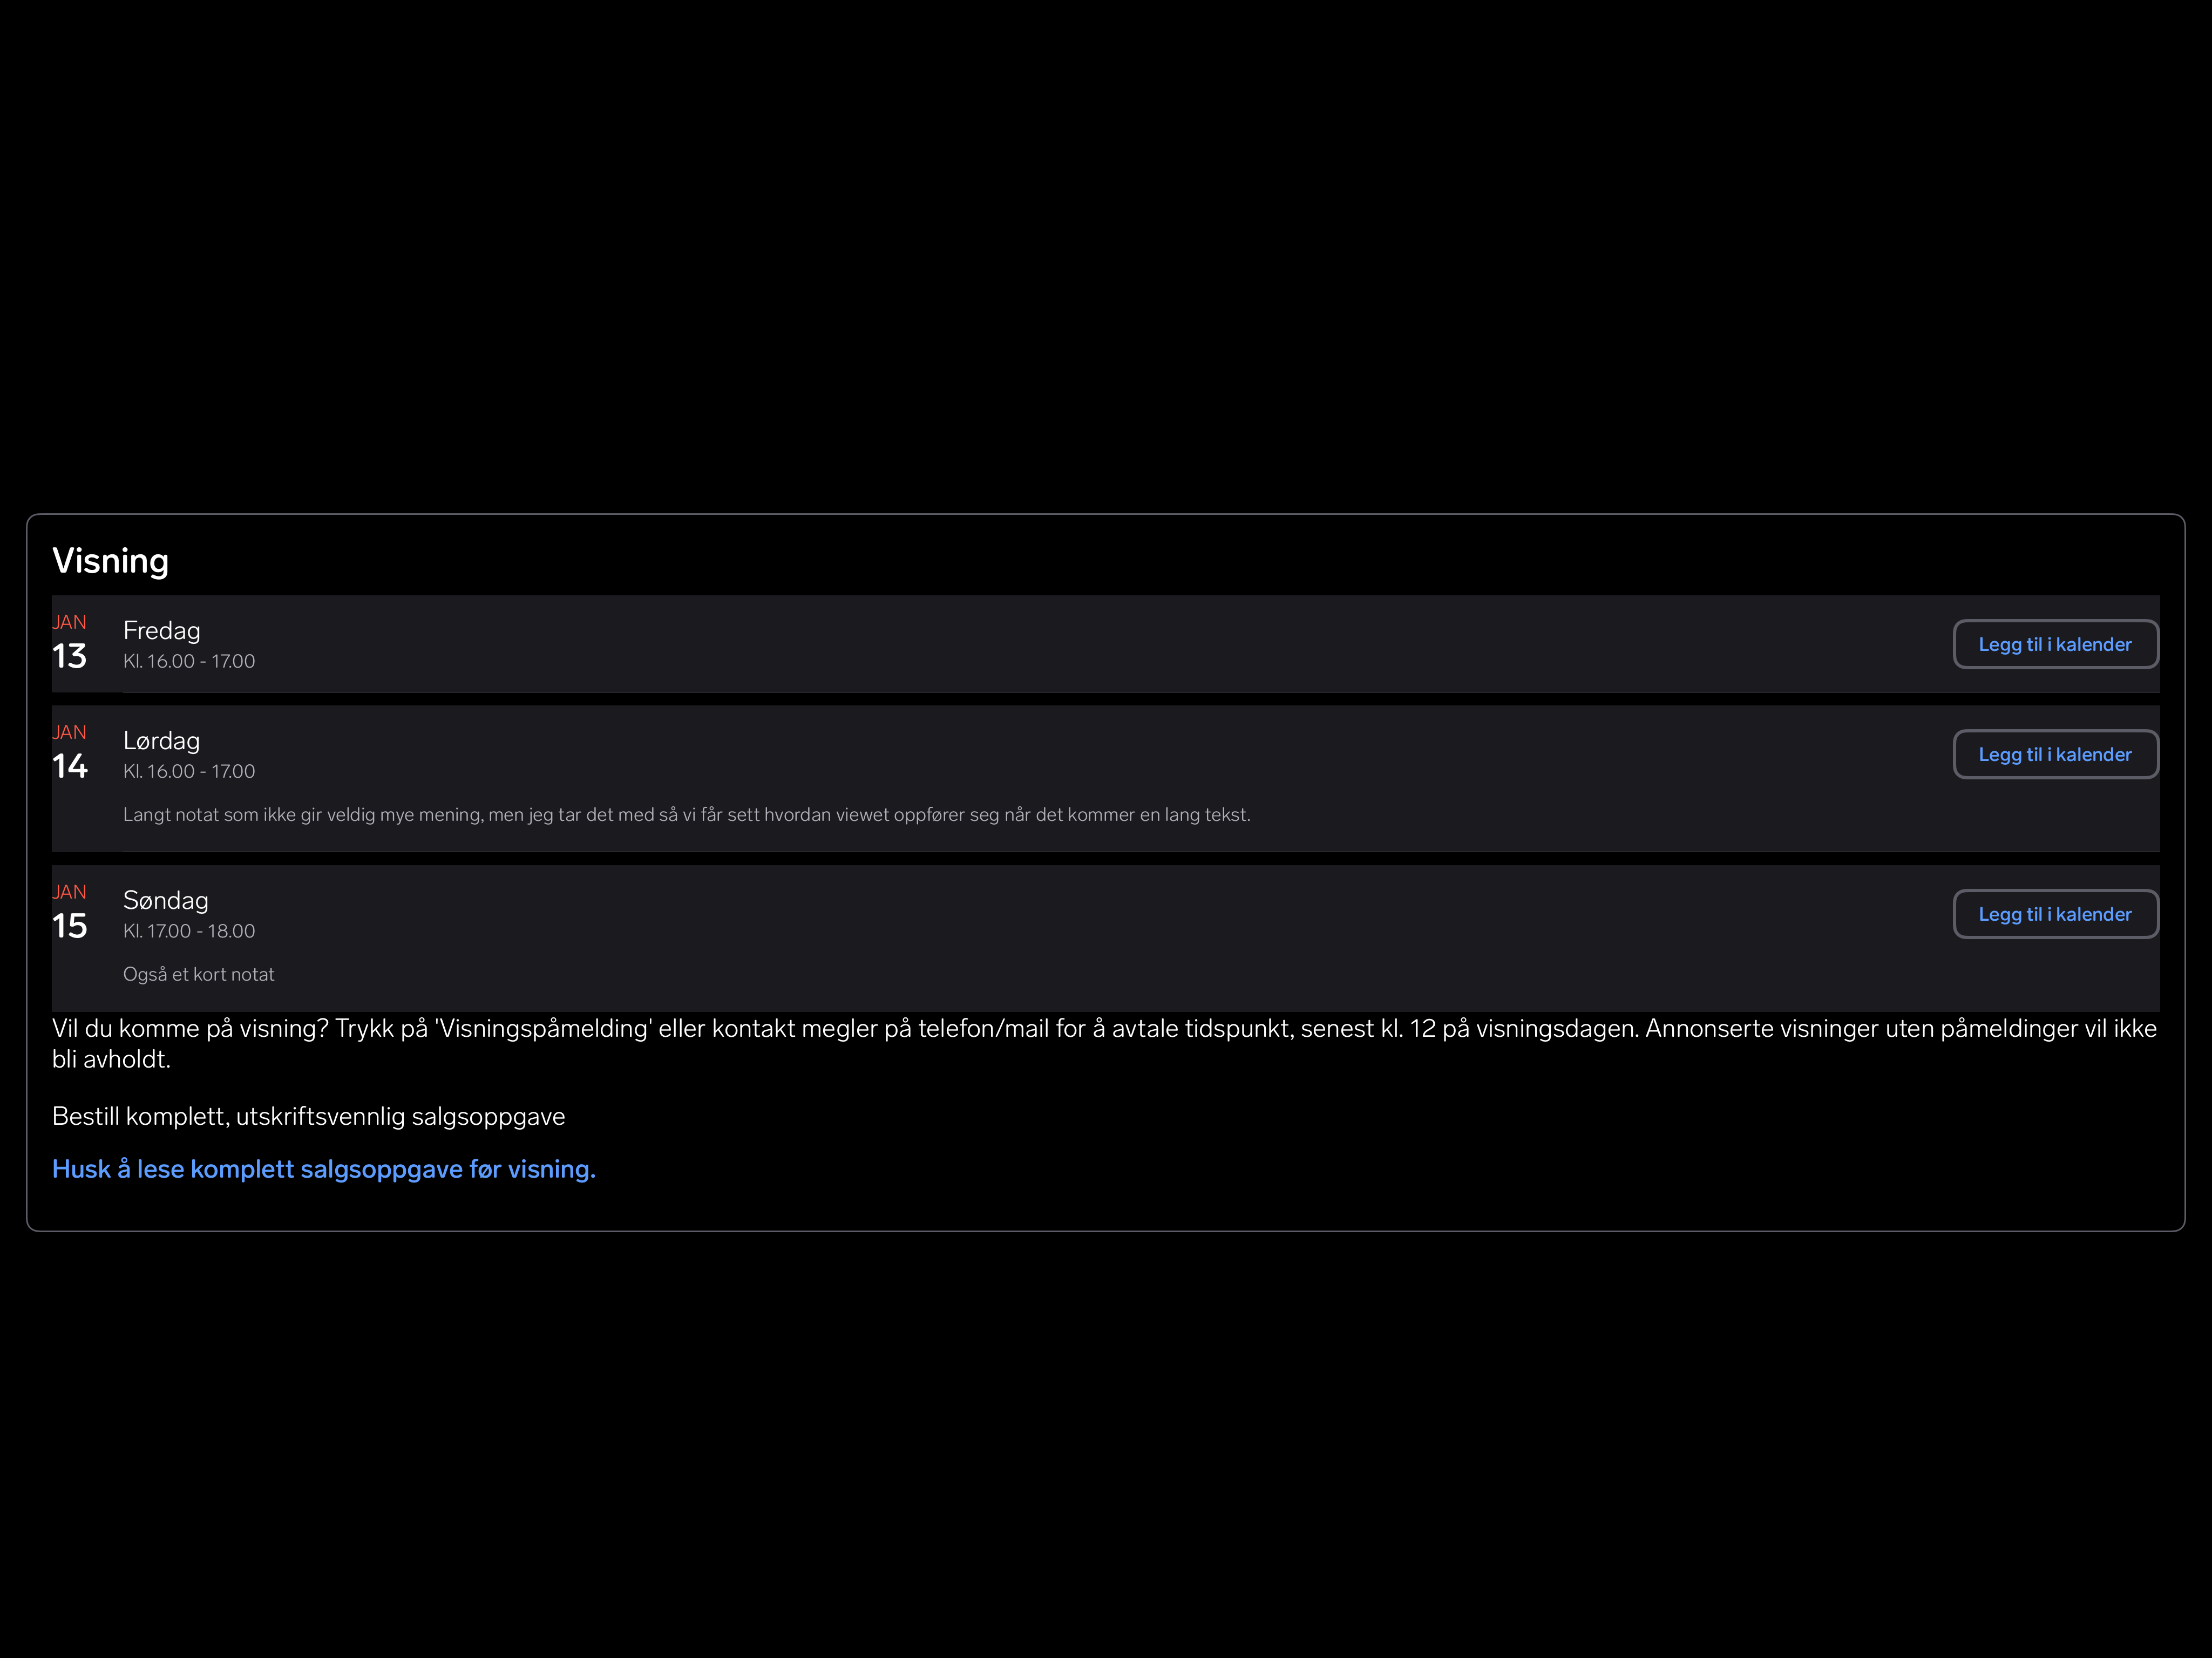 Visning
JAN
13
Fredag
Kl. 16.00 - 17.00
Legg til i kalender
JAN
14
Lørdag
Kl. 16.00 - 17.00
Legg til i kalender
Langt notat som ikke gir veldig mye mening, men jeg tar det med så vi får sett hvordan viewet oppfører seg når det kommer en lang tekst.
JAN
15
Søndag
Kl. 17.00 - 18.00
Legg til i kalender
Også et kort notat
Vil du komme på visning? Trykk på 'Visningspåmelding' eller kontakt megler på telefon/mail for å avtale tidspunkt, senest kl. 12 på visningsdagen. Annonserte visninger uten påmeldinger vil ikke
bli avholdt.
Bestill komplett, utskriftsvennlig salgsoppgave
Husk å lese komplett salgsoppgave før visning.